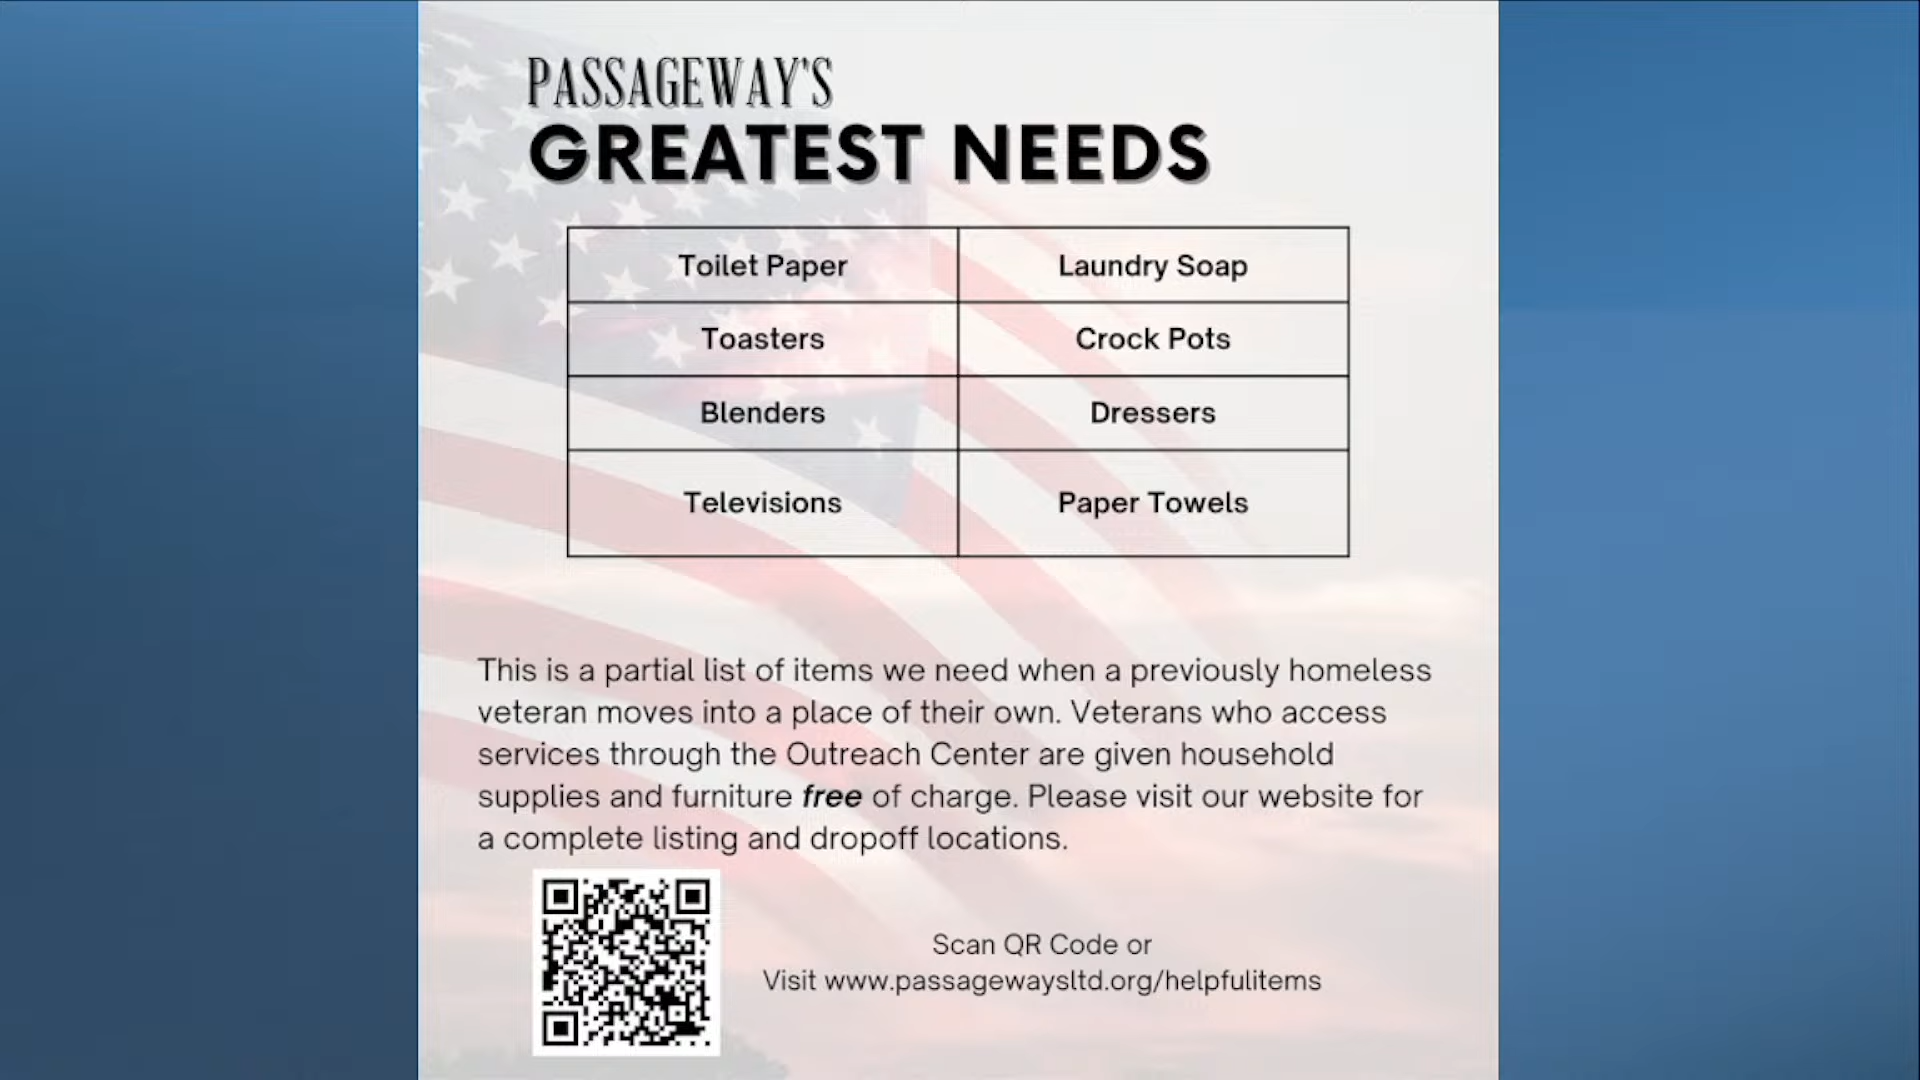 PASSAGEWAY'S
GREATEST NEEDS
Toilet Paper Laundry Soap
Toasters Crock Pots
Blenders Dressers
Televisions Paper Towels
This is a partial list of items we need when a previously homeless
veteran moves into a place of their own. Veterans who access
services through the Outreach Center are given household
supplies and furniture free of charge. Please visit our website for
a complete listing and dropoff locations.
Scan QR Code or
Visit www.passagewaysltd.org/helpfulitems